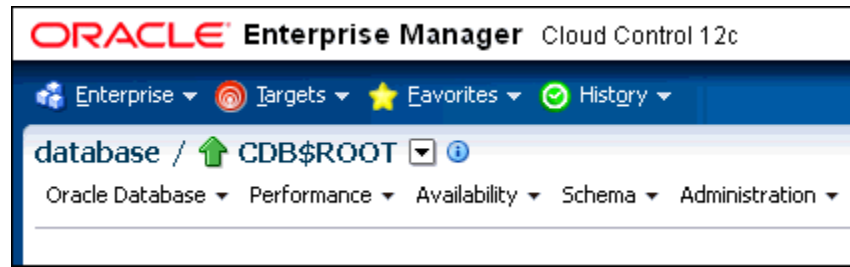 ORACLE Enterprise Manager Cloud Control 12c
Enterprise Targets Favorites History
database / CDB$ROOT
Oracle Database Performance Availability Schema Administration